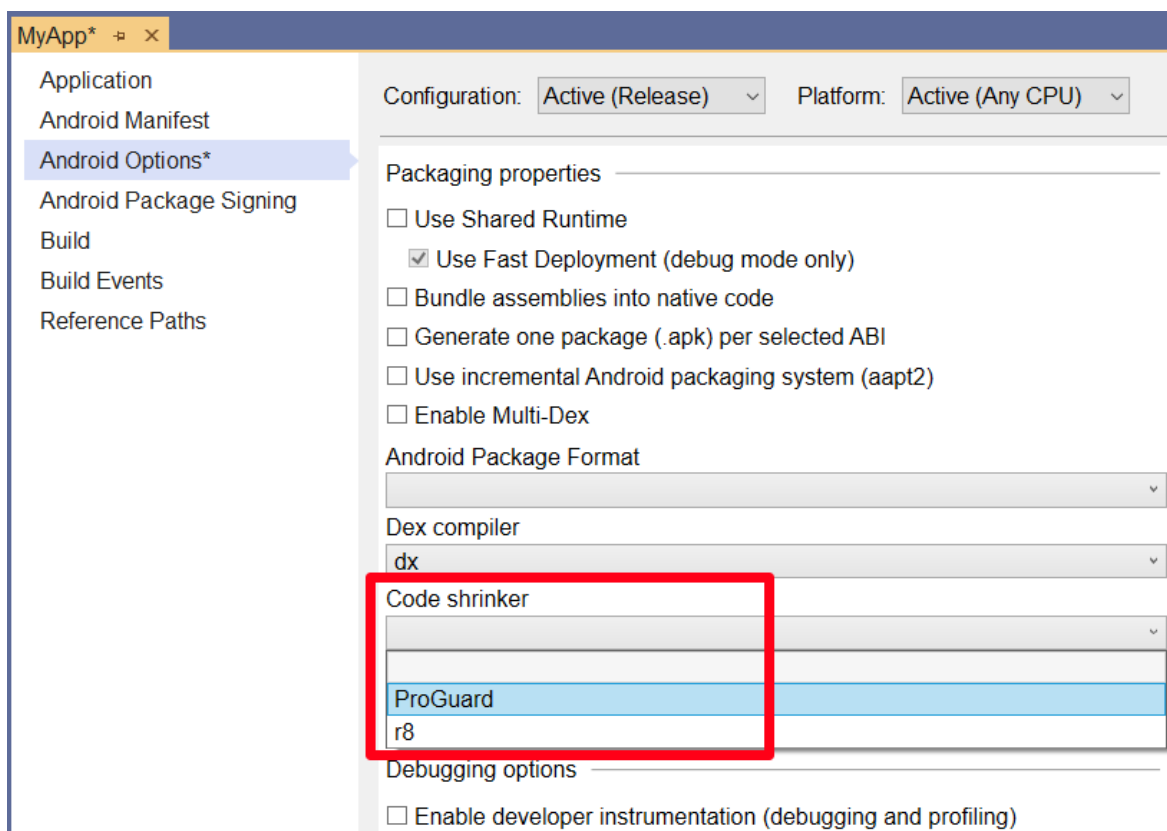 MyApp*
Application
Android Manifest
Android Options*
Android Package Signing
Build
Build Events
Reference Paths
Configuration: Active (Release) Platform: Active (Any CPU)
Packaging properties
Use Shared Runtime
Use Fast Deployment (debug mode only)
Bundle assemblies into native code
Generate one package (.apk) per selected ABI
Use incremental Android packaging system (aapt2)
Enable Multi-Dex
Android Package Format
Dex compiler
dx
Code shrinker
ProGuard
r8
Debugging options
Enable developer instrumentation (debugging and profiling)